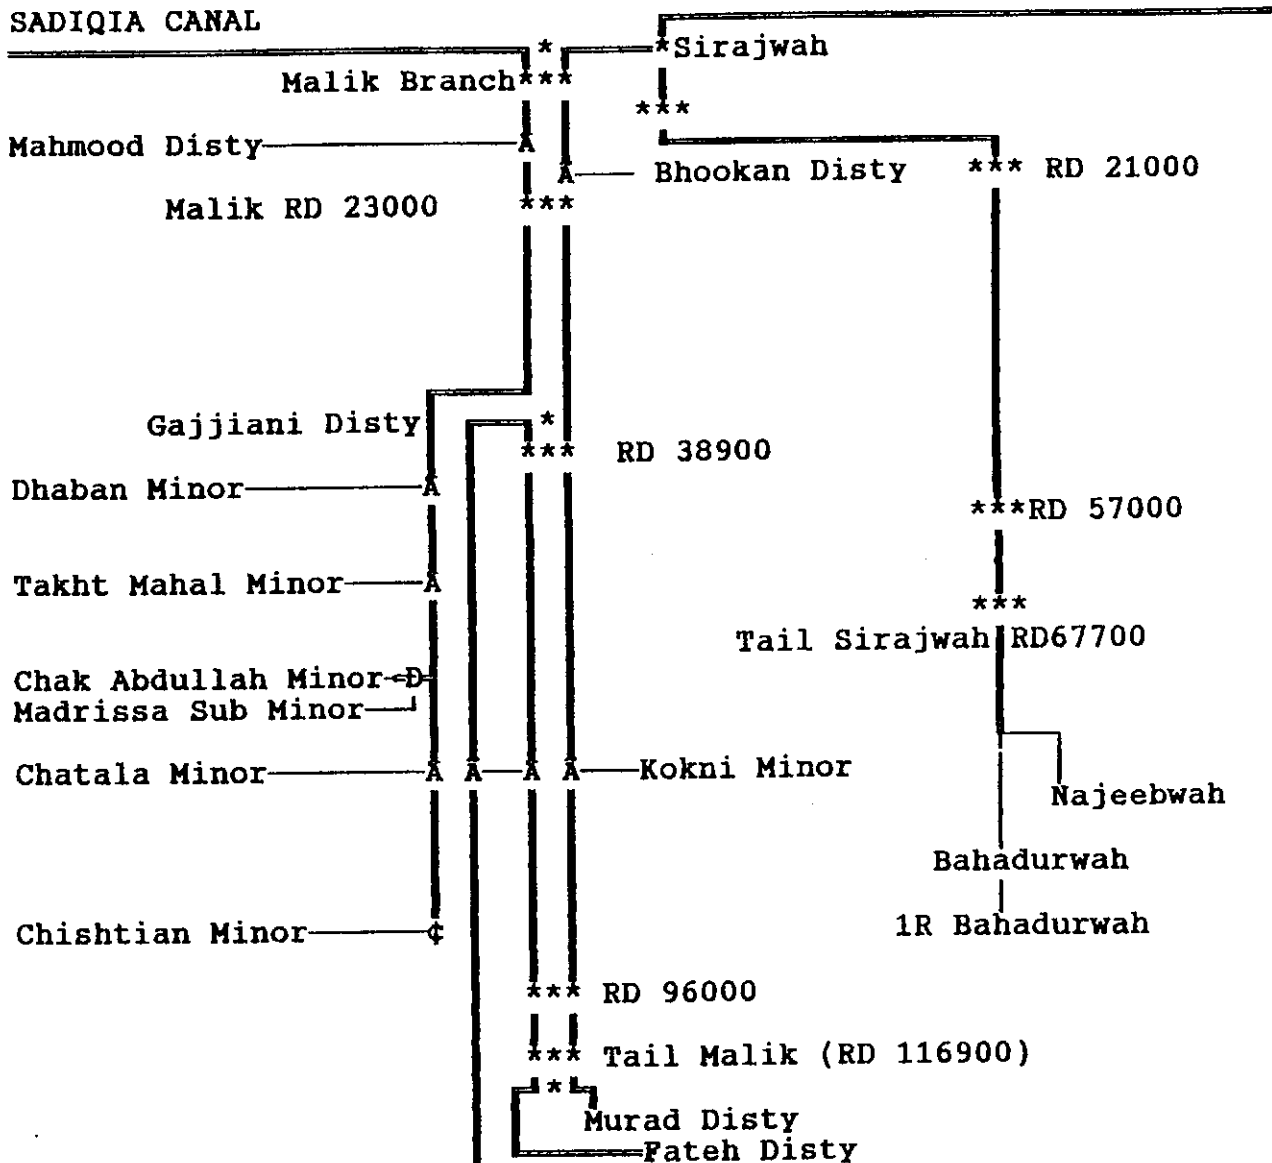 SADIQIA CANAL
* *Sirajwah
Malik Branch***
***
Mahmood Disty A
A Bhookan Disty *** RD 21000
Malik RD 23000 ***
Gajjiani Disty *
*** RD 38900
Dhaban Minor A
***RD 57000
Takht Mahal Minor A
***
Tail Sirajwah RD67700
Chak Abdullah Minor D
Madrissa Sub Minor
Chatala Minor A A A A Kokni Minor
Najeebwah
Bahadurwah
Chishtian Minor ¢ 1R Bahadurwah
*** RD 96000
*** Tail Malik (RD 116900)
*
Murad Disty
Fateh Disty